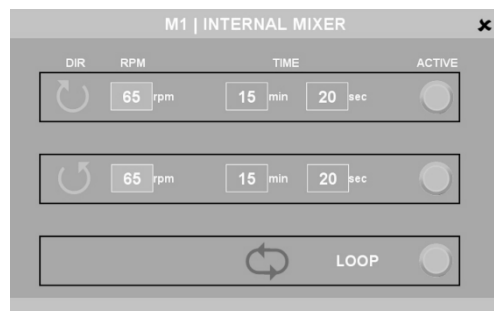 M1 | INTERNAL MIXER
DIR RPM TIME ACTIVE
65 rpm 15 min 20 sec
65 rpm 15 min 20 sec
LOOP